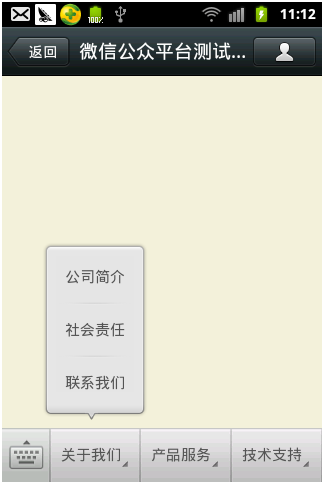 100%
11:12
返回
微信公众平台测试...
公司简介
社会责任
联系我们
关于我们
产品服务
技术支持